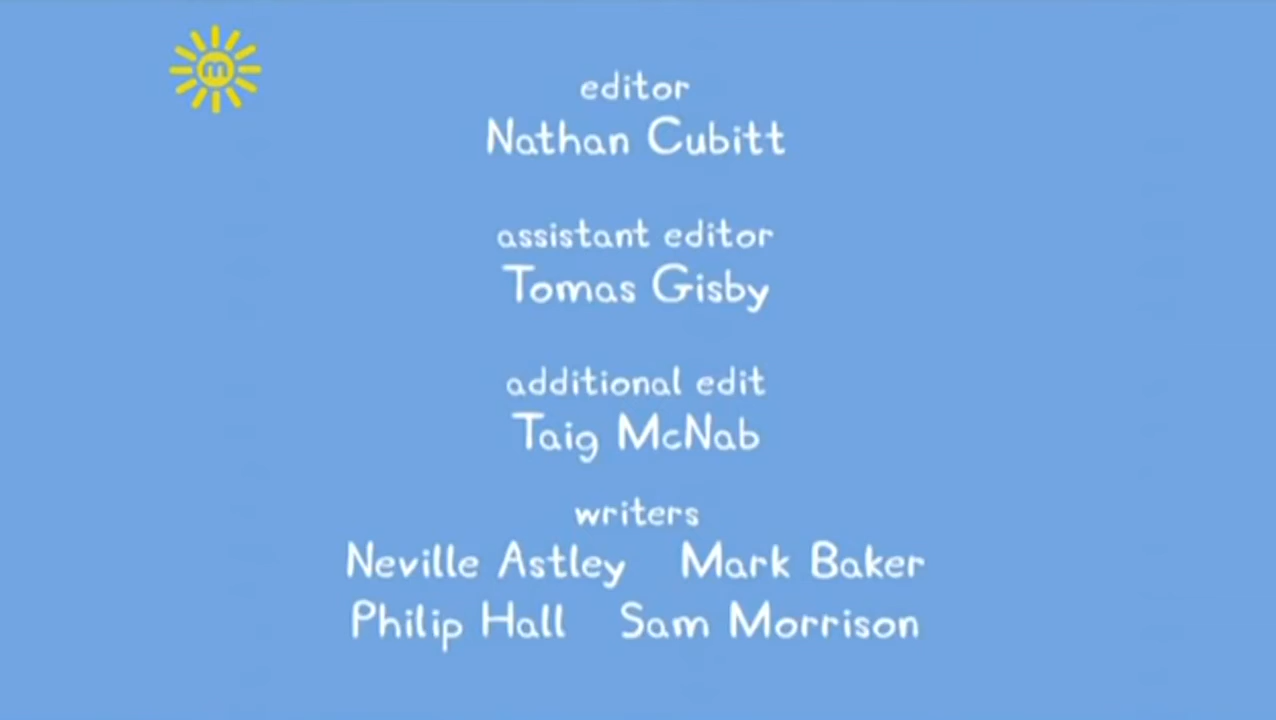 m
editor
Nathan Cubitt
assistant editor
Tomas Gisby
additional edit
Taig McNab
writers
Neville Astley Mark Baker
Philip Hall Sam Morrison